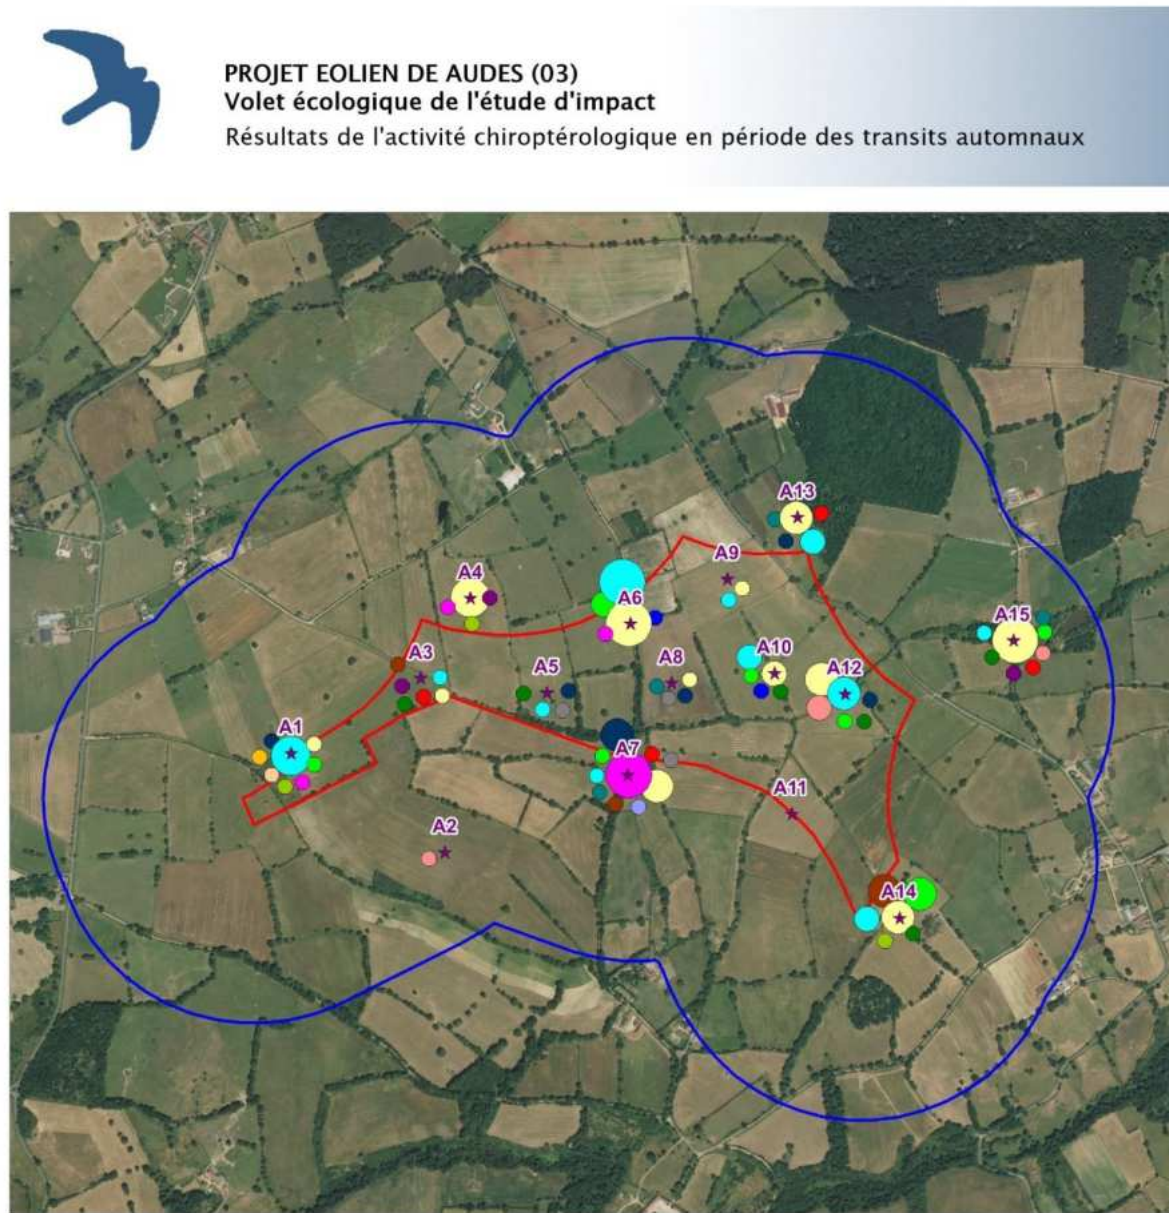 PROJET EOLIEN DE AUDES (03)
Volet écologique de l'étude d'impact
Résultats de l'activité chiroptérologique en période des transits automnaux
A13
A9
A4
A6
A15
A3
A5
A8
A10
A12
A1
A7
A11
A2
A14